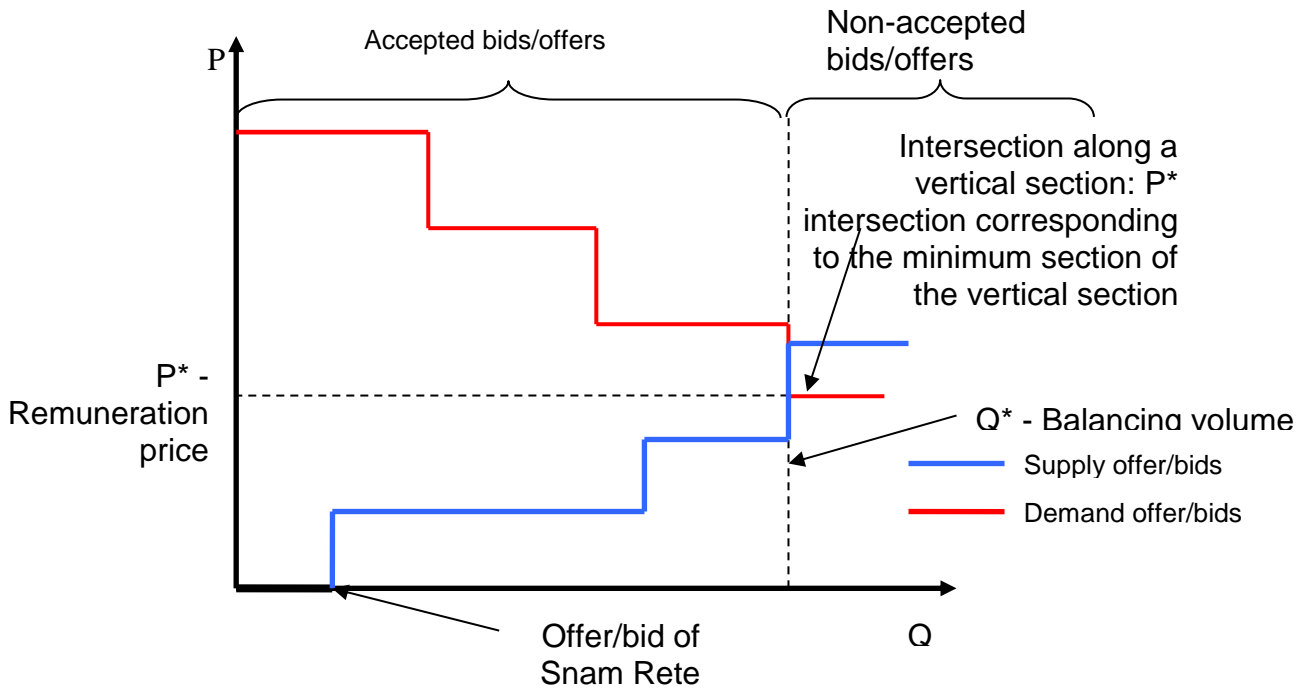 Accepted bids/offers
Non-accepted
bids/offers
P
Intersection along a
vertical section: P*
intersection corresponding
to the minimum section of
the vertical section
P* -
Remuneration
price
Q* - Balancing volume
Supply offer/bids
Demand offer/bids
Offer/bid of
Snam Rete
Q